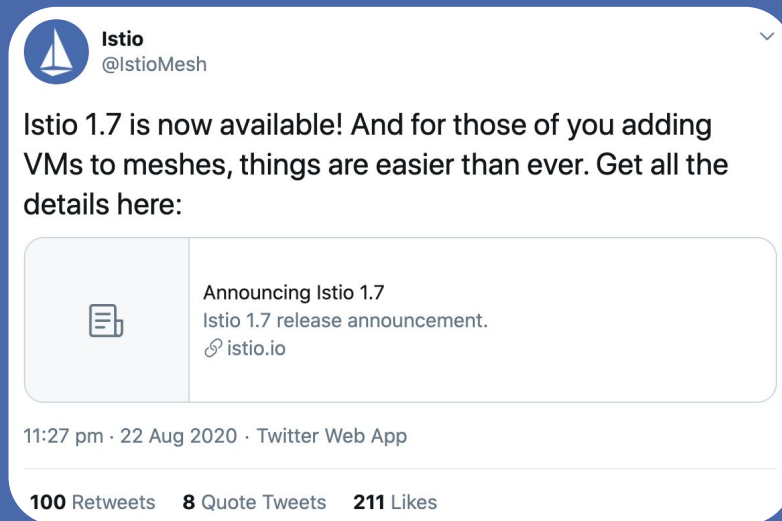 Istio
@IstioMesh
Istio 1.7 is now available! And for those of you adding
VMs to meshes, things are easier than ever. Get all the
details here:
Announcing Istio 1.7
Istio 1.7 release announcement.
istio.io
11:27 pm · 22 Aug 2020 · Twitter Web App
100 Retweets 8 Quote Tweets 211 Likes